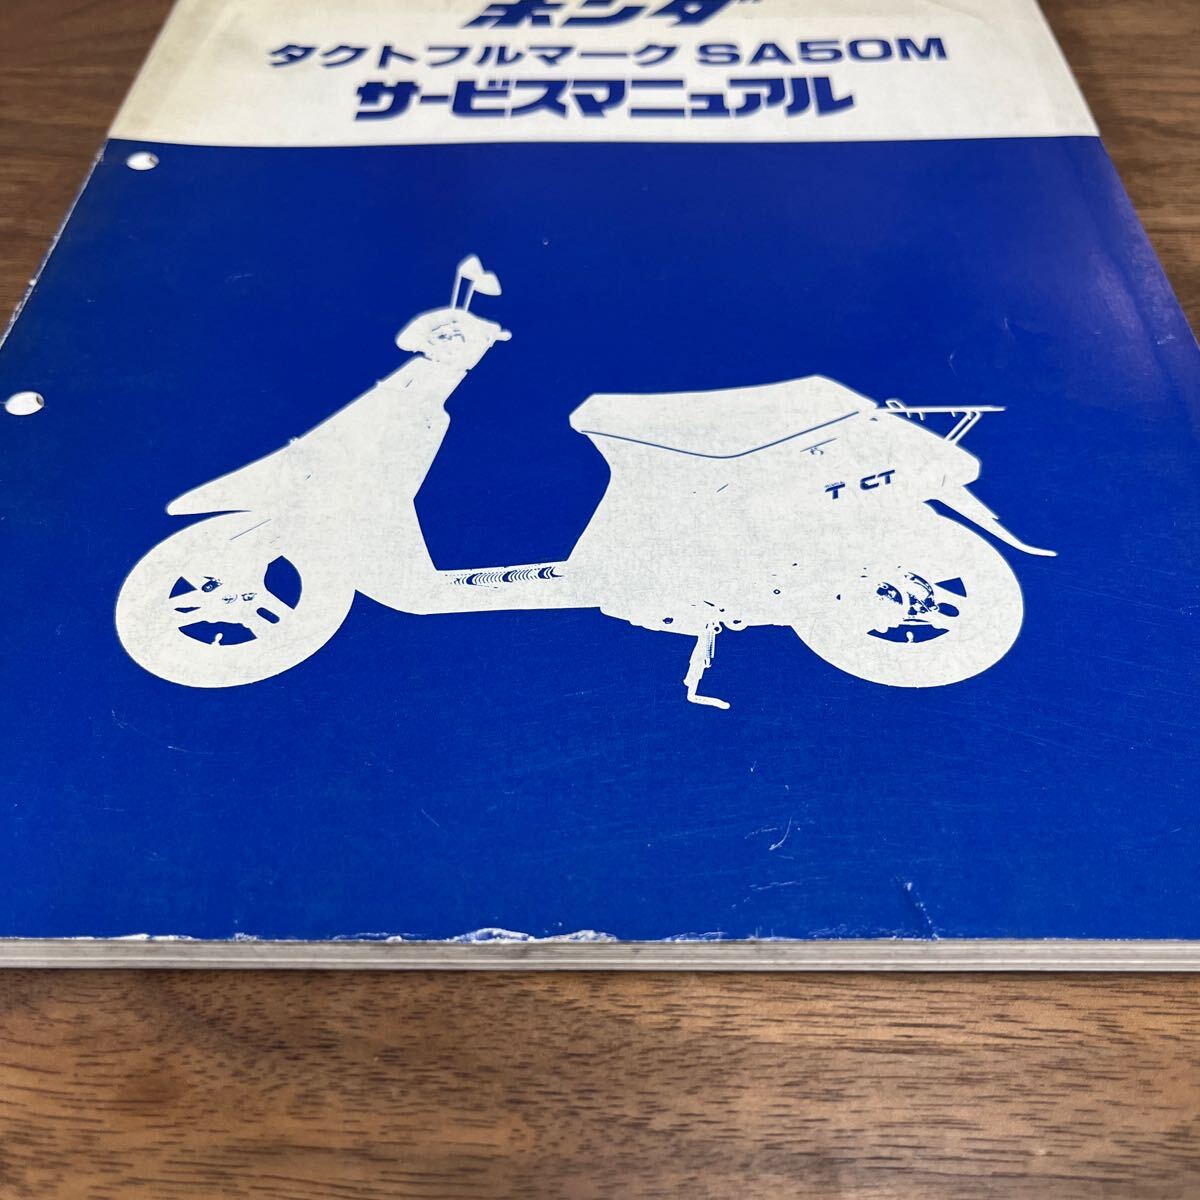 ホンダ
タクトフルマーク SA50M
サービスマニュアル
T CT